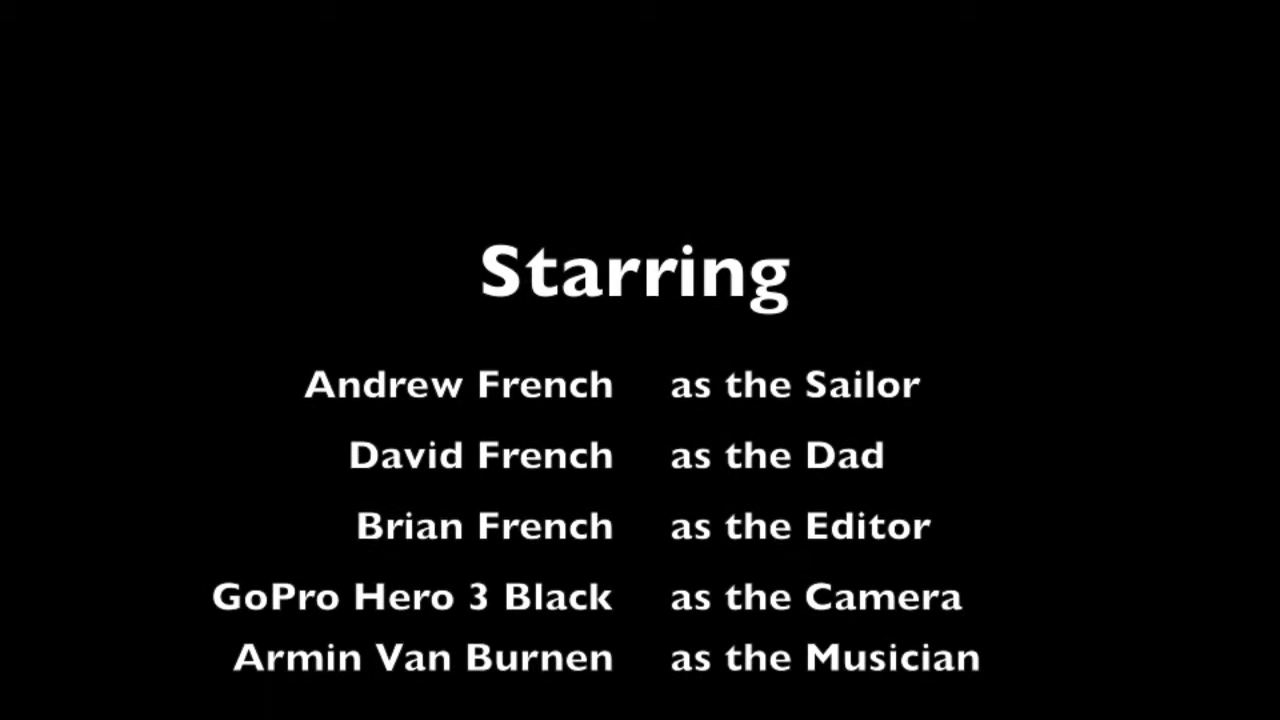 Starring
Andrew French as the Sailor
David French as the Dad
Brian French as the Editor
GoPro Hero 3 Black as the Camera
Armin Van Burnen as the Musician